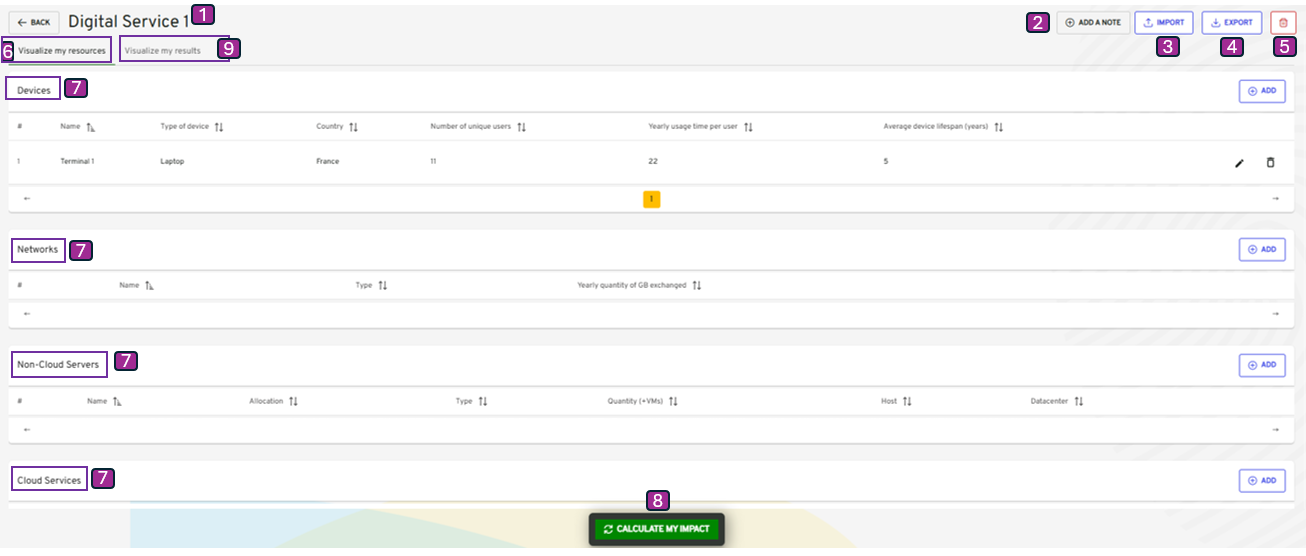 BACK Digital Service 1 1 2 ADD A NOTE IMPORT EXPORT
6 Visualize my resources Visualize my results 9 3 4 5
Devices 7 ADD
# Name Type of device Country Number of unique users Yearly usage time per user Average device lifespan (years)
1 Terminal 1 Laptop France 11 22 5
1
Networks 7 ADD
# Name Type Yearly quantity of GB exchanged
Non-Cloud Servers 7 ADD
# Name Allocation Type Quantity (+VMs) Host Datacenter
Cloud Services 7 ADD
8
CALCULATE MY IMPACT